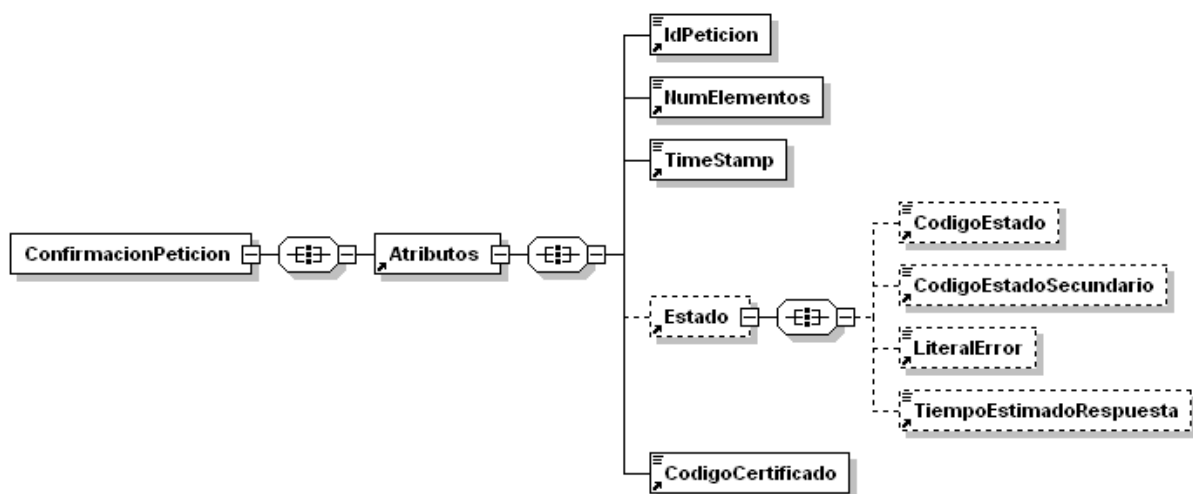 IdPeticion
NumElementos
TimeStamp
ConfirmacionPeticion
Atributos
Estado
CodigoEstado
CodigoEstadoSecundario
LiteralError
TiempoEstimadoRespuesta
CodigoCertificado